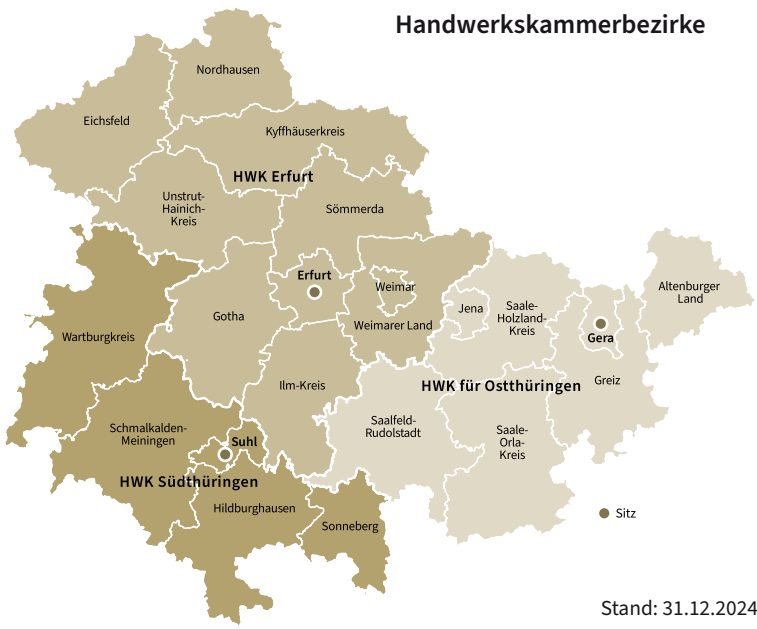 Handwerkskammerbezirke
Nordhausen
Eichsfeld
Kyffhäuserkreis
HWK Erfurt
Unstrut-
Hainich-
Kreis
Sömmerda
Erfurt
Weimar
Gotha
Weimarer Land
Wartburgkreis
Ilm-Kreis
Jena
Saale-
Holzland-
Kreis
Altenburger
Land
Gera
Greiz
HWK für Ostthüringen
Saalfeld-
Rudolstadt
Saale-
Orla-
Kreis
Schmalkalden-
Meiningen
Suhl
HWK Südthüringen
Hildburghausen
Sonneberg
Sitz
Stand: 31.12.2024